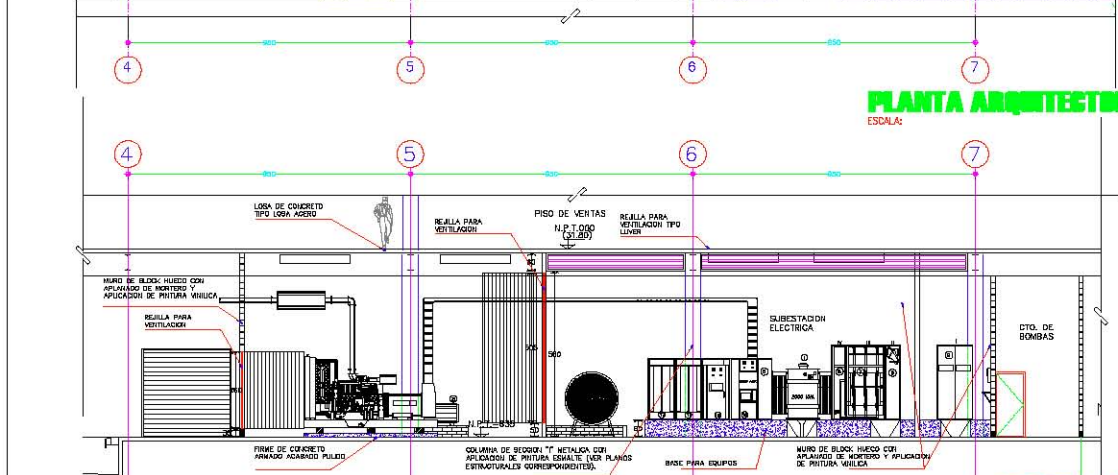 4
5
6
7
PLANTA ARQUITECTO
ESCALA:
4
5
6
7
LOSA DE CONCRETO
TIPO LOSA ACERO
REJILLA PARA
VENTILACION
PISO DE VENTAS
N.P.T.000
(31.80)
REJILLA PARA
VENTILACION TIPO
LUVER
MURO DE BLOCK HUECO CON
APLANADO DE MORTERO Y
APLICACION DE PINTURA VINILICA
REJILLA PARA
VENTILACION
SUBESTACION
ELECTRICA
CTO. DE
BOMBAS
560
FIRME DE CONCRETO
ARMADO ACABADO PULIDO
COLUMNA DE SECCION "I" METALICA CON
APLICACION DE PINTURA ESMALTE (VER PLANOS
ESTRUCTURALES CORRESPONDIENTES).
BASE PARA EQUIPOS
MURO DE BLOCK HUECO CON
APLANADO DE MORTERO Y APLICACION
DE PINTURA VINILICA